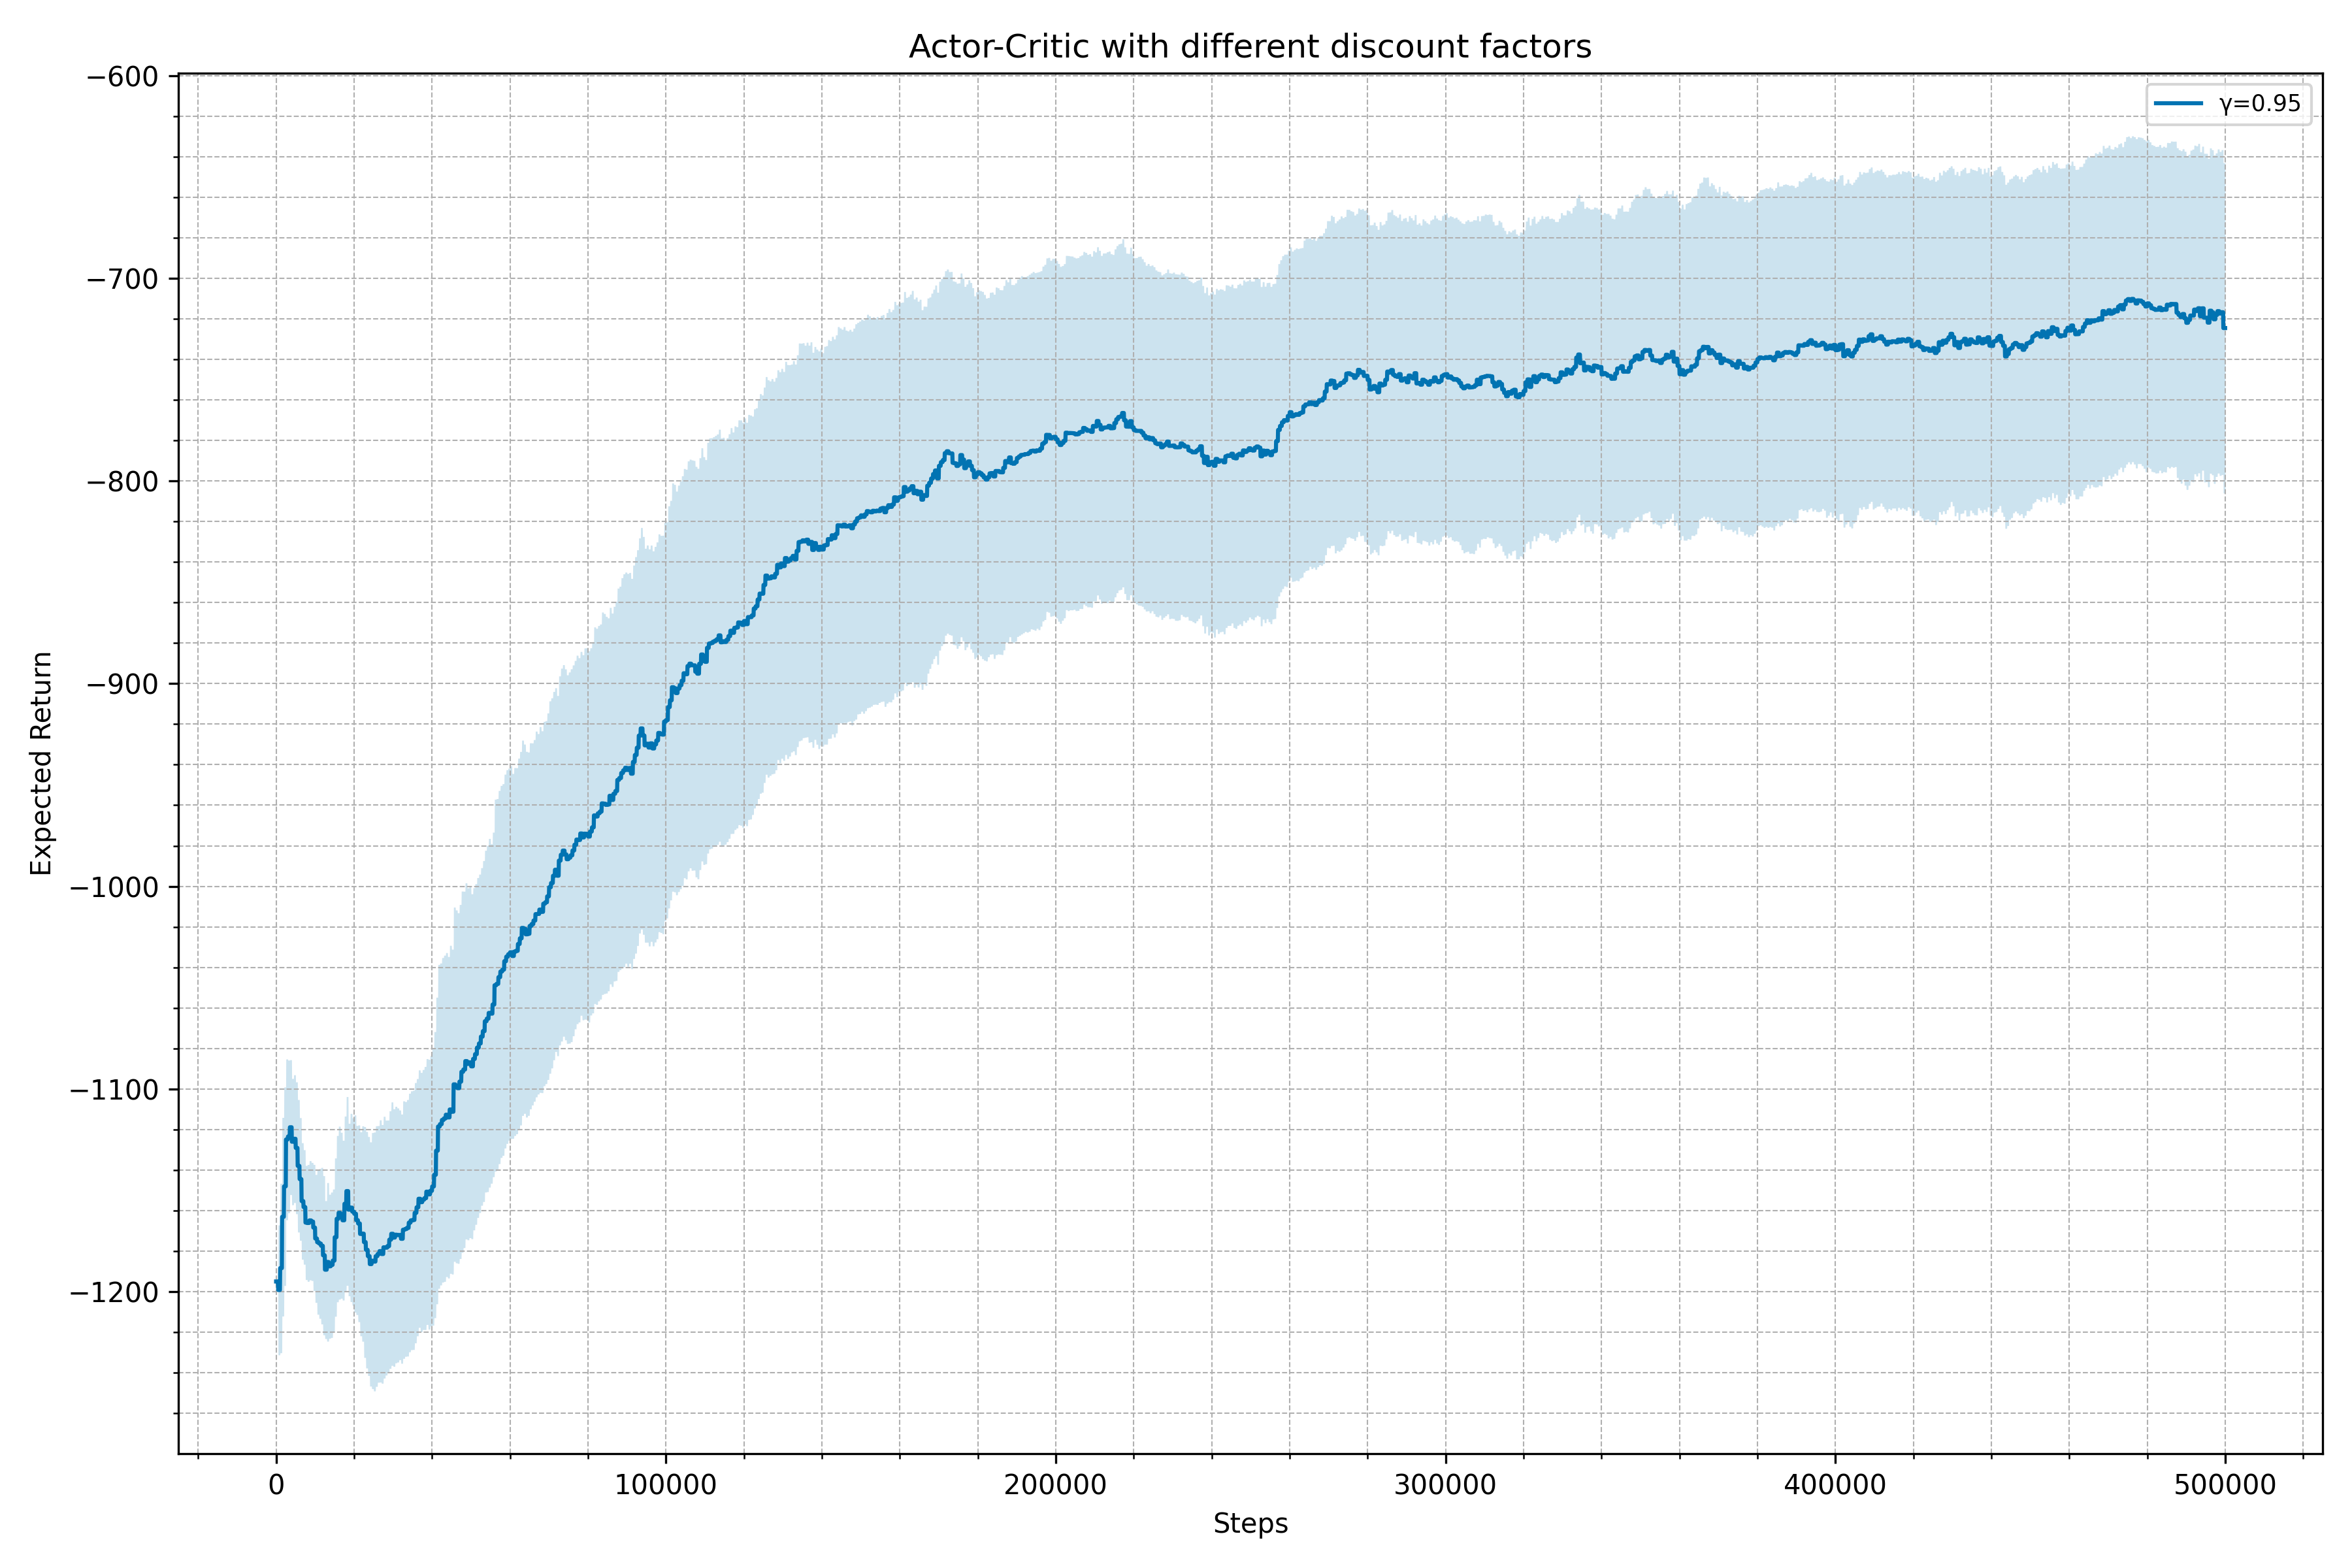 Actor-Critic with different discount factors
γ=0.95
Expected Return
−600
−700
−800
−900
−1000
−1100
−1200
0 100000 200000 300000 400000 500000
Steps